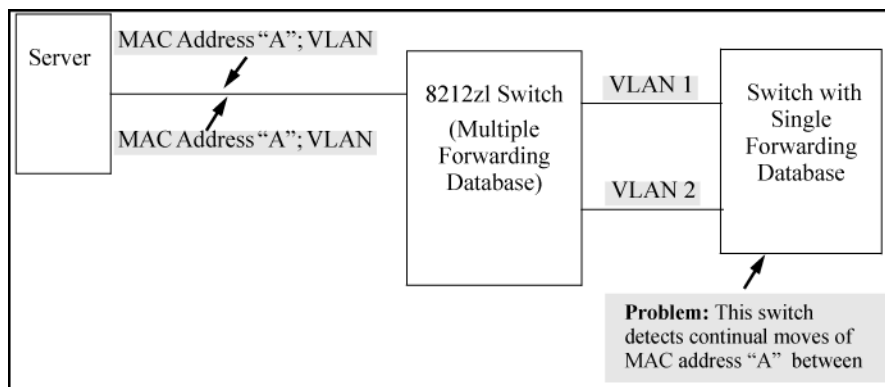 Server
MAC Address “A”; VLAN
MAC Address “A”; VLAN
8212zl Switch
(Multiple
Forwarding
Database)
VLAN 1
VLAN 2
Switch with
Single
Forwarding
Database
Problem: This switch
detects continual moves of
MAC address “A” between